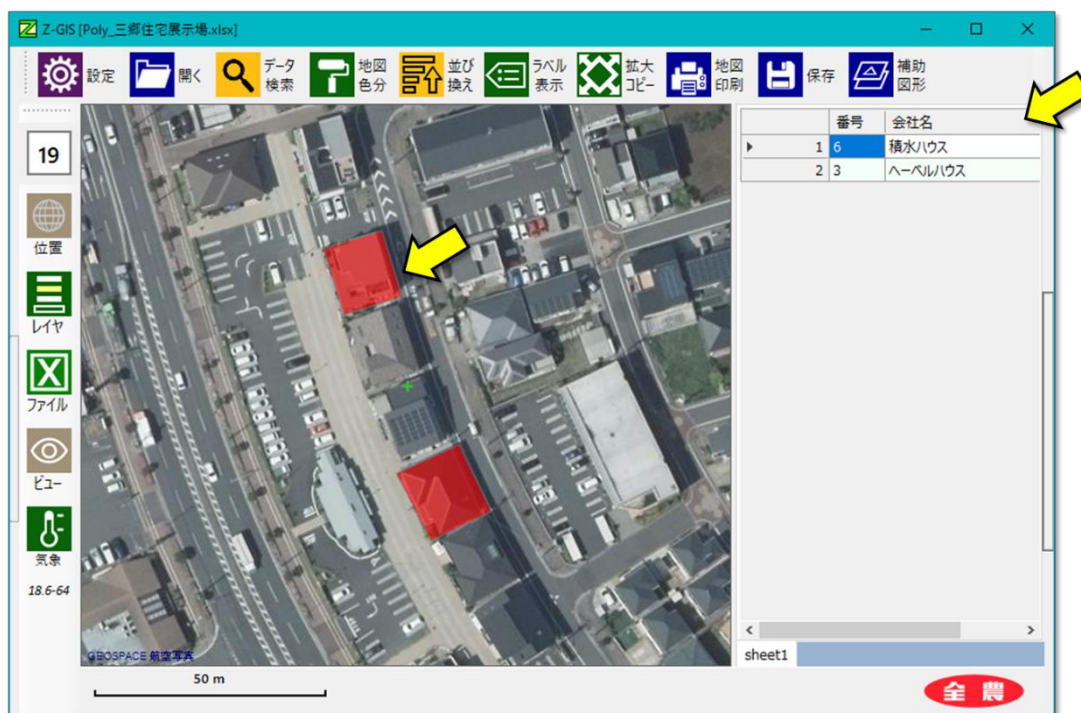 Z-GIS [Poly_三郷住宅展示場.xlsx]
設定
開く
データ
検索
地図
色分
並び
換え
ラベル
表示
拡大
コピー
地図
印刷
保存
補助
図形
19
位置
レイヤ
ファイル
ビュー
気象
18.6-64
番号 会社名
1 6 積水ハウス
2 3 ヘーベルハウス
GEOSPACE 航空写真
sheet1
50 m
全農